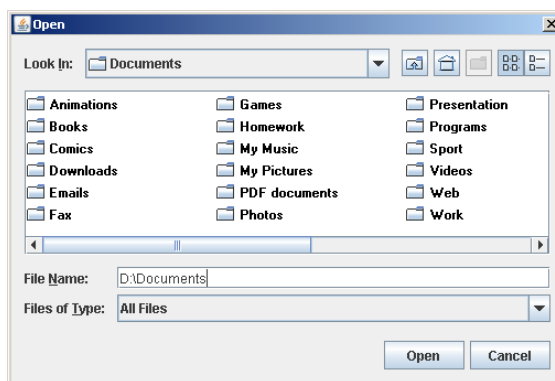 Open
Look In: Documents
Animations Games Presentation
Books Homework Programs
Comics My Music Sport
Downloads My Pictures Videos
Emails PDF documents Web
Fax Photos Work
File Name: D:\Documents
Files of Type: All Files
Open Cancel